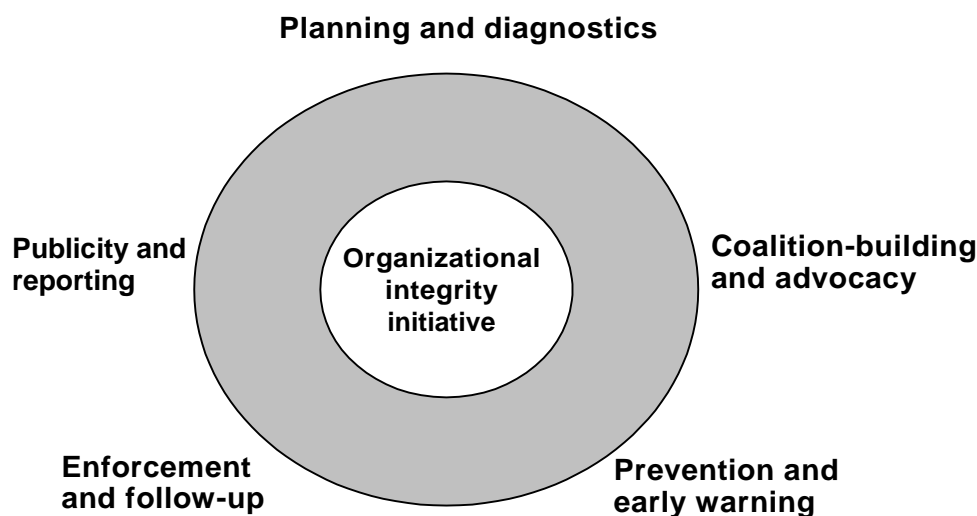 Planning and diagnostics
Publicity and
reporting
Organizational
integrity
initiative
Coalition-building
and advocacy
Enforcement
and follow-up
Prevention and
early warning